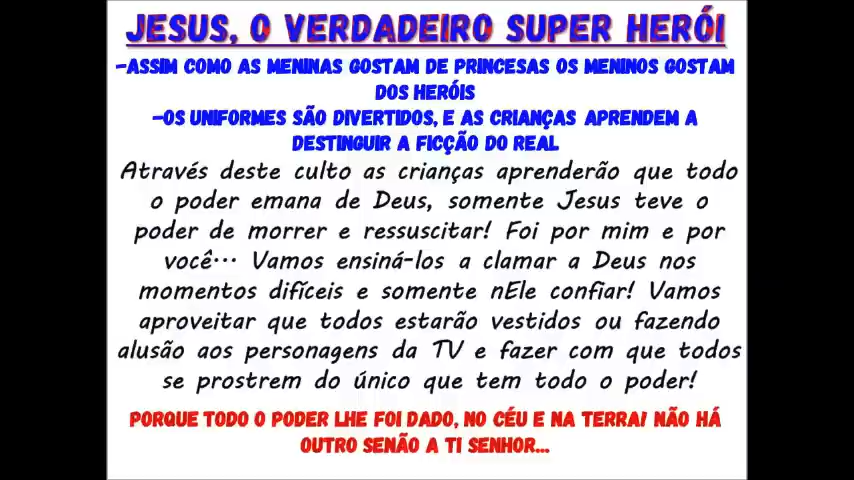 JESUS, O VERDADEIRO SUPER HERÓI
-ASSIM COMO AS MENINAS GOSTAM DE PRINCESAS OS MENINOS GOSTAM
DOS HERÓIS
-OS UNIFORMES SÃO DIVERTIDOS, E AS CRIANÇAS APRENDEM A
DESTINGUIR A FICÇÃO DO REAL
Através deste culto as crianças aprenderão que todo
o poder emana de Deus, somente Jesus teve o
poder de morrer e ressuscitar! Foi por mim e por
você... Vamos ensiná-los a clamar a Deus nos
momentos difíceis e somente nEle confiar! Vamos
aproveitar que todos estarão vestidos ou fazendo
alusão aos personagens da TV e fazer com que todos
se prostrem do único que tem todo o poder!
PORQUE TODO O PODER LHE FOI DADO, NO CÉU E NA TERRA! NÃO HÁ
OUTRO SENÃO A TI SENHOR...